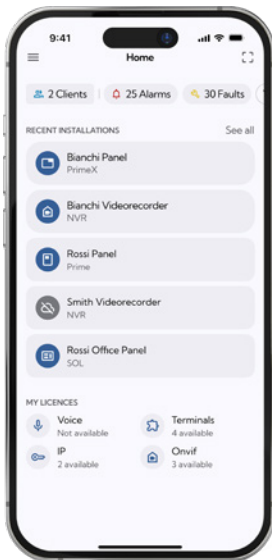 9:41
Home
2 Clients
25 Alarms
30 Faults
RECENT INSTALLATIONS
See all
Bianchi Panel
PrimeX
Bianchi Videorecorder
NVR
Rossi Panel
Prime
Smith Videorecorder
NVR
Rossi Office Panel
SOL
MY LICENCES
Voice
Not available
Terminals
4 available
IP
2 available
Onvif
3 available